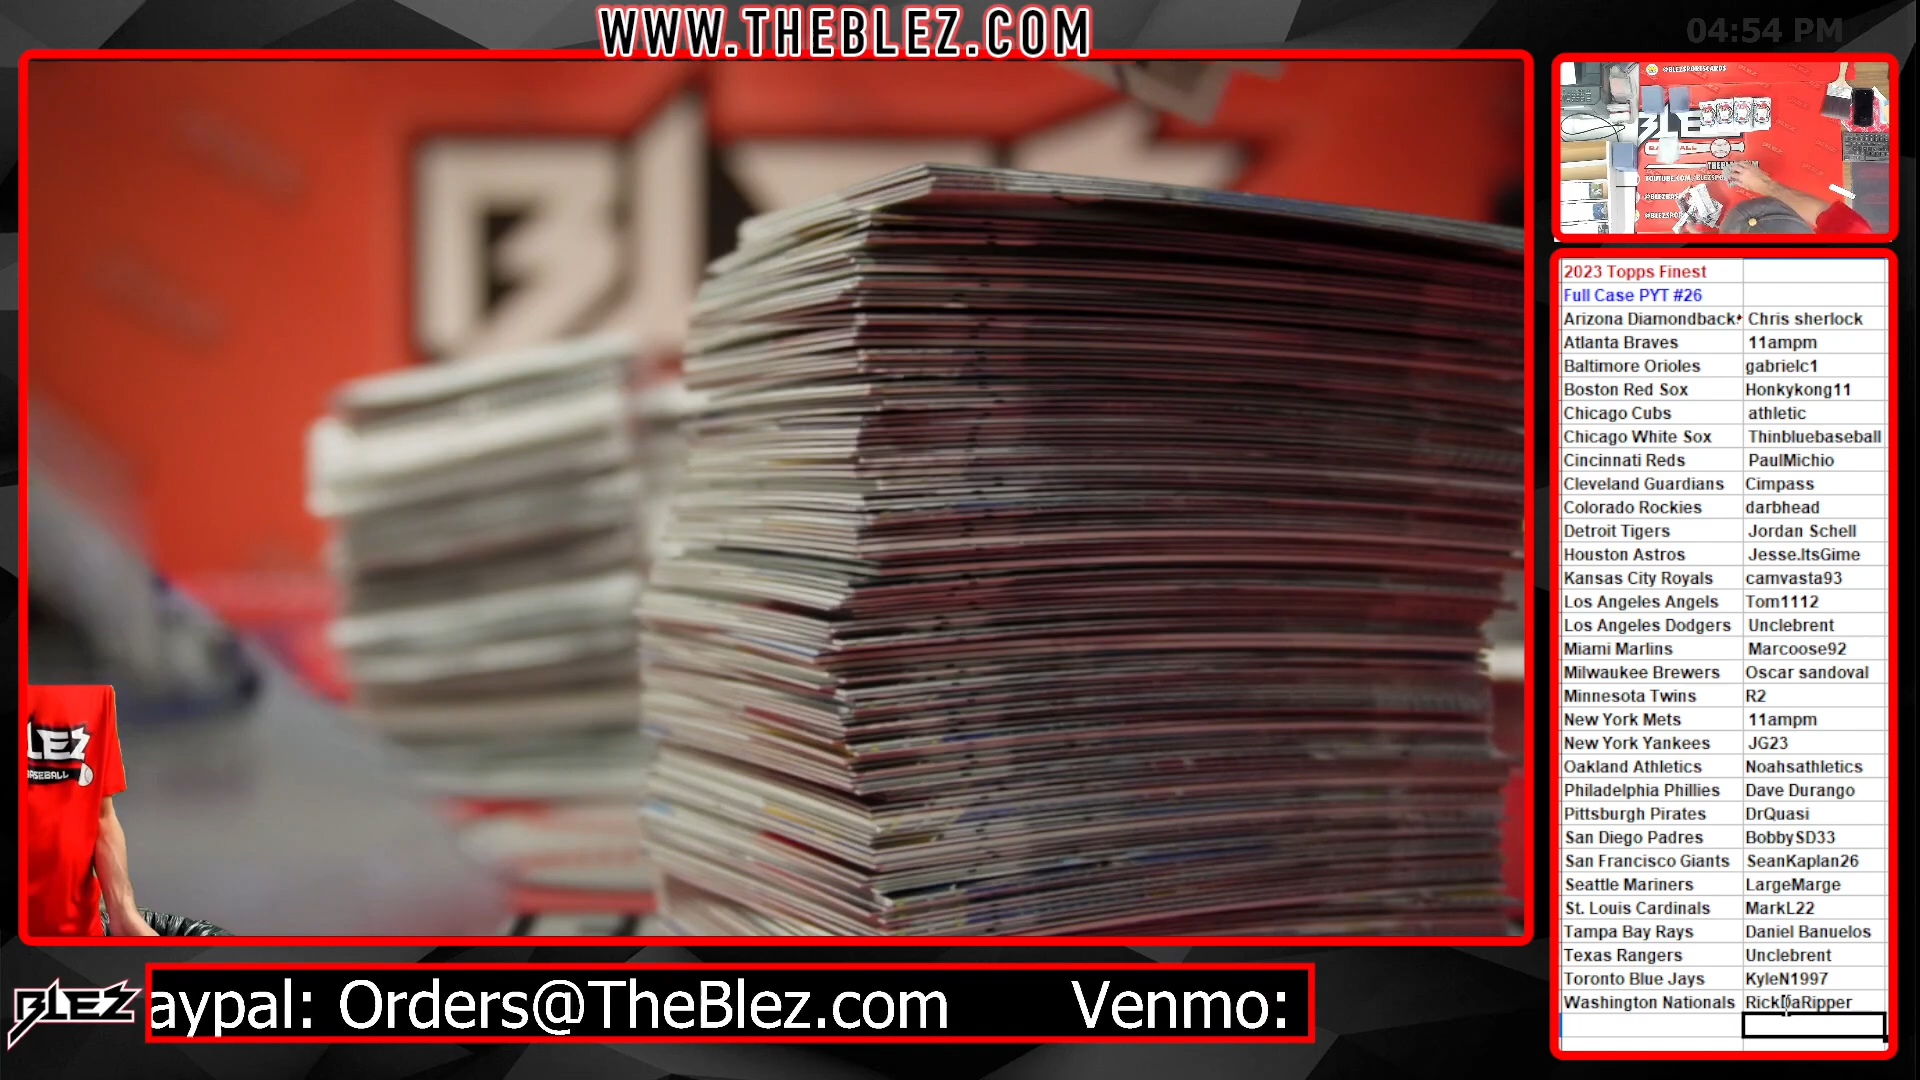 WWW.THEBLEZ.COM
04:54 PM
@BLEZSPORTSCARDS
BLE
2023 Topps Finest
Full Case PYT #26
Arizona Diamondback Chris sherlock
Atlanta Braves 11ampm
Baltimore Orioles gabrielc1
Boston Red Sox Honkykong11
Chicago Cubs athletic
Chicago White Sox Thinbluebaseball
Cincinnati Reds PaulMichio
Cleveland Guardians Cimpass
Colorado Rockies darbhead
Detroit Tigers Jordan Schell
Houston Astros Jesse.ItsGime
Kansas City Royals camvasta93
Los Angeles Angels Tom1112
Los Angeles Dodgers Unclebrent
Miami Marlins Marcoose92
Milwaukee Brewers Oscar sandoval
Minnesota Twins R2
New York Mets 11ampm
New York Yankees JG23
Oakland Athletics Noahsathletics
Philadelphia Phillies Dave Durango
Pittsburgh Pirates DrQuasi
San Diego Padres BobbySD33
San Francisco Giants SeanKaplan26
Seattle Mariners LargeMarge
St. Louis Cardinals MarkL22
Tampa Bay Rays Daniel Banuelos
Texas Rangers Unclebrent
Toronto Blue Jays KyleN1997
Washington Nationals RickDaRipper
LEZ
BASEBALL
BLEZ
aypal: Orders@TheBlez.com Venmo: